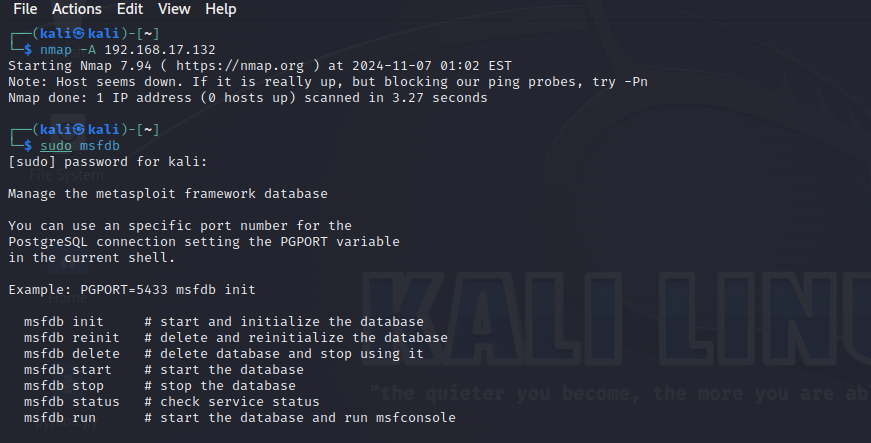 File Actions Edit View Help
┌──(kali㉿kali)-[~]
└─$ nmap -A 192.168.17.132
Starting Nmap 7.94 ( https://nmap.org ) at 2024-11-07 01:02 EST
Note: Host seems down. If it is really up, but blocking our ping probes, try -Pn
Nmap done: 1 IP address (0 hosts up) scanned in 3.27 seconds
┌──(kali㉿kali)-[~]
└─$ sudo msfdb
[sudo] password for kali:
File System
Manage the metasploit framework database
You can use an specific port number for the
PostgreSQL connection setting the PGPORT variable
in the current shell.
Example: PGPORT=5433 msfdb init
Home
KALI LINU
msfdb init # start and initialize the database
msfdb reinit # delete and reinitialize the database
msfdb delete # delete database and stop using it
msfdb start # start the database
msfdb stop # stop the database
"the quieter you become, the more you are ab
msfdb status # check service status
msfdb run # start the database and run msfconsole